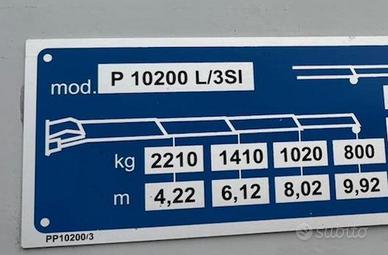 mod. P 10200 L/3SI
kg 2210 1410 1020 800
m 4,22 6,12 8,02 9,92
PP10200/3
subito